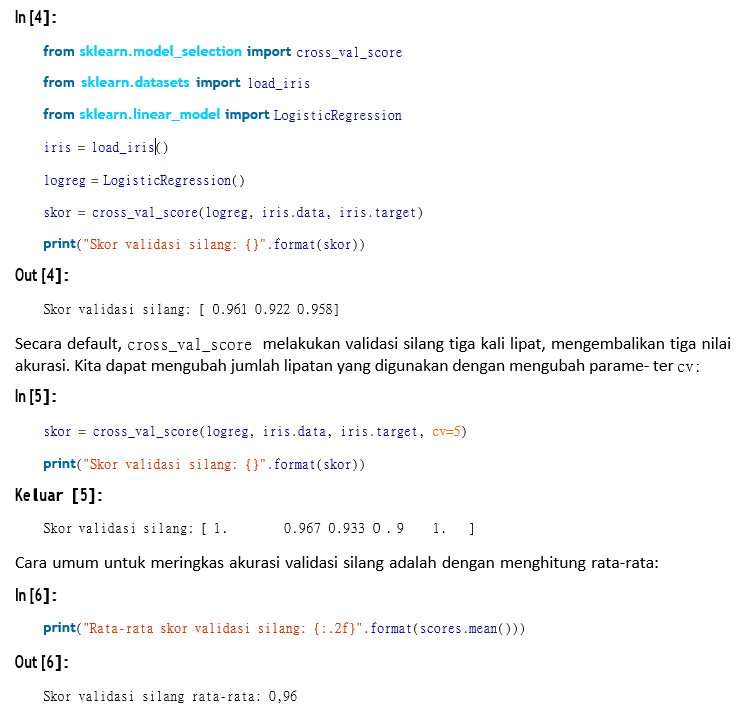 In [4]:
from sklearn.model_selection import cross_val_score
from sklearn.datasets import load_iris
from sklearn.linear_model import LogisticRegression
iris = load_iris()
logreg = LogisticRegression()
skor = cross_val_score(logreg, iris.data, iris.target)
print("Skor validasi silang: {}".format(skor))
Out [4]:
Skor validasi silang: [ 0.961 0.922 0.958]
Secara default, cross_val_score melakukan validasi silang tiga kali lipat, mengembalikan tiga nilai
akurasi. Kita dapat mengubah jumlah lipatan yang digunakan dengan mengubah parame- ter cv:
In [5]:
skor = cross_val_score(logreg, iris.data, iris.target, cv=5)
print("Skor validasi silang: {}".format(skor))
Keluar [5]:
Skor validasi silang: [ 1. 0.967 0.933 0 . 9 1. ]
Cara umum untuk meringkas akurasi validasi silang adalah dengan menghitung rata-rata:
In [6]:
print("Rata-rata skor validasi silang: {:.2f}".format(scores.mean()))
Out [6]:
Skor validasi silang rata-rata: 0,96